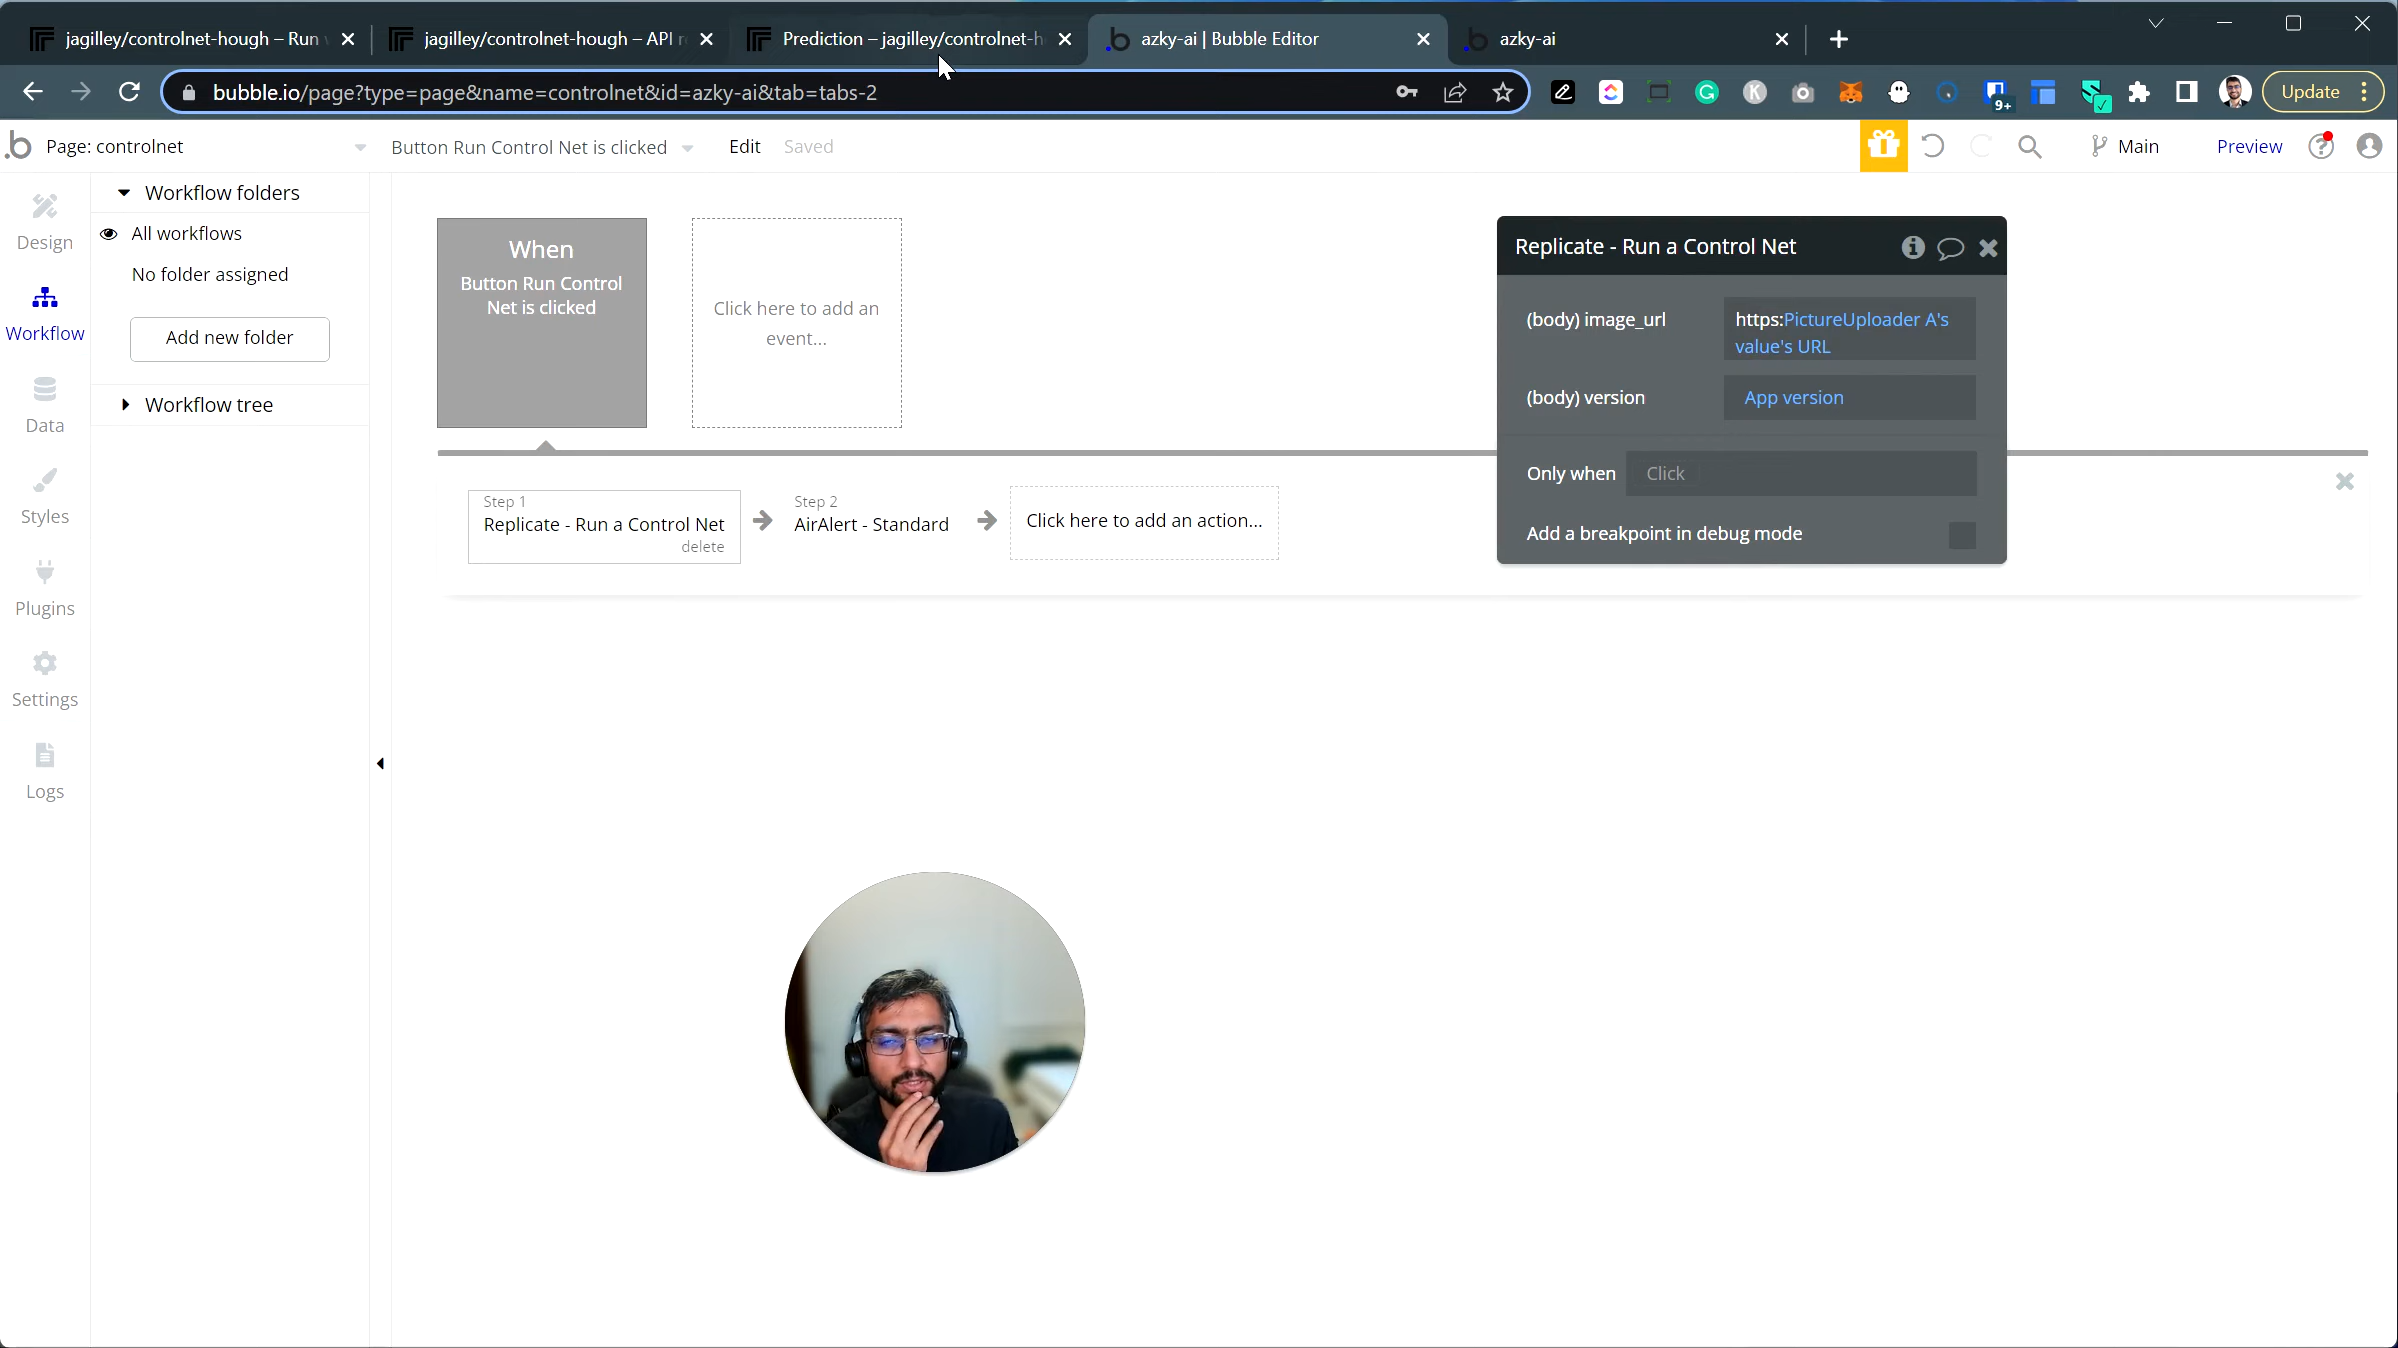 jagilley/controlnet-hough – Run
jagilley/controlnet-hough – API r
Prediction – jagilley/controlnet-h
azky-ai | Bubble Editor
azky-ai
bubble.io/page?type=page&name=controlnet&id=azky-ai&tab=tabs-2
9+
Update
Page: controlnet
Button Run Control Net is clicked
Edit
Saved
Main
Preview
Design
Workflow
Data
Styles
Plugins
Settings
Logs
Workflow folders
All workflows
No folder assigned
Add new folder
Workflow tree
When
Button Run Control
Net is clicked
Click here to add an
event...
Step 1
Replicate - Run a Control Net
delete
Step 2
AirAlert - Standard
Click here to add an action...
Replicate - Run a Control Net
(body) image_url
https:PictureUploader A's
value's URL
(body) version
App version
Only when
Click
Add a breakpoint in debug mode